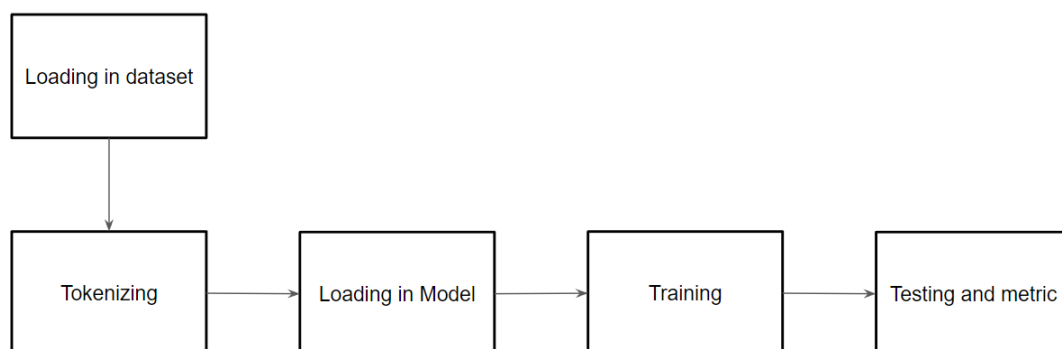 Loading in dataset
Tokenizing
Loading in Model
Training
Testing and metric